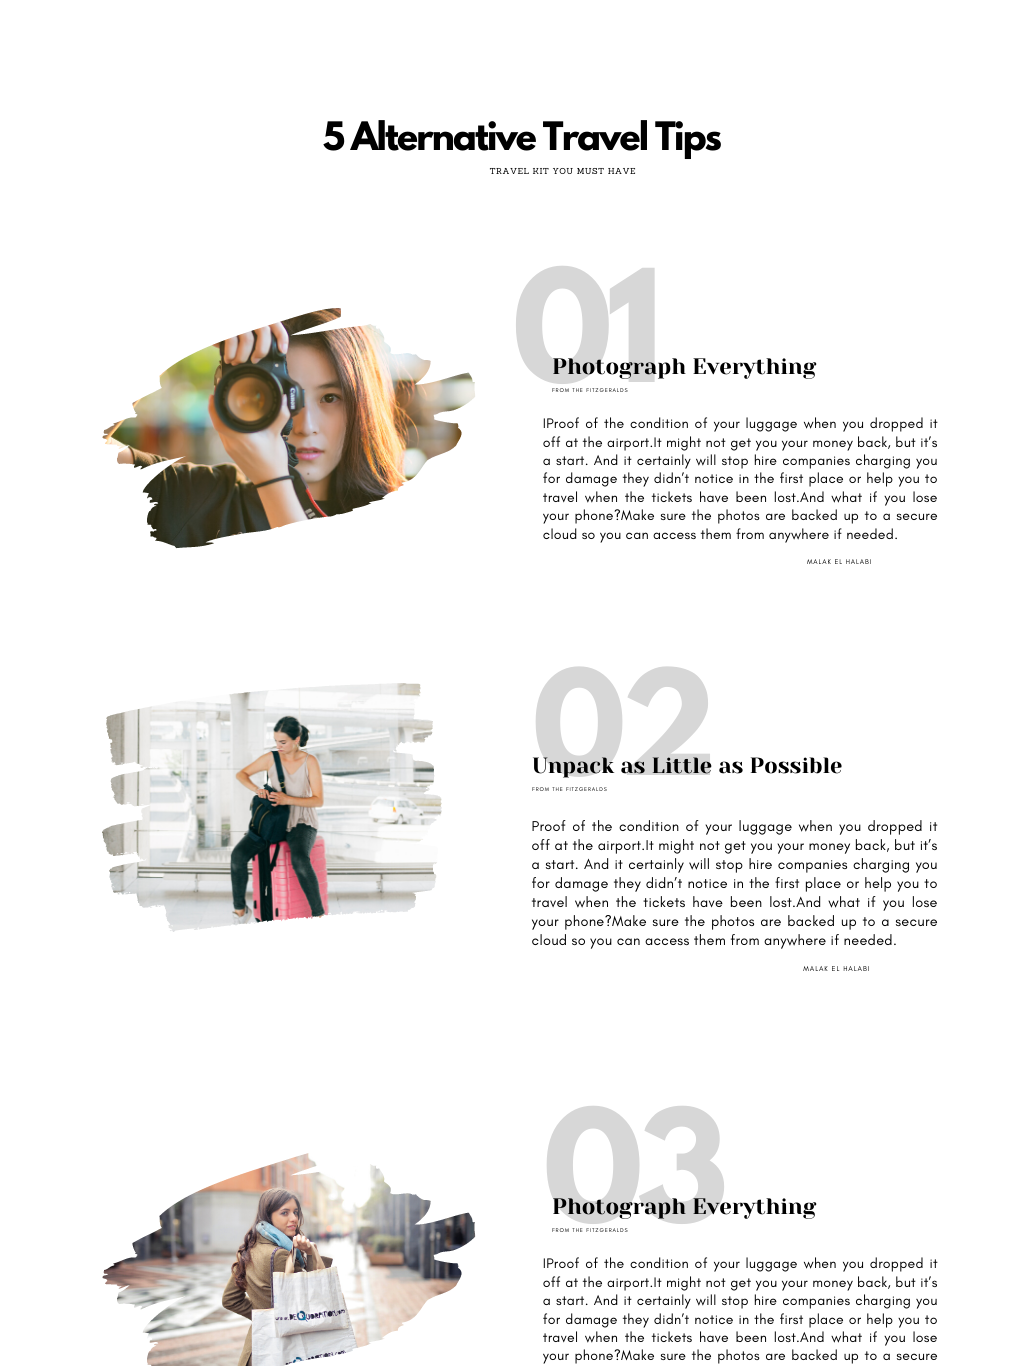 5 Alternative Travel Tips
TRAVEL KIT YOU MUST HAVE
01
Photograph Everything
FROM THE FITZGERALDS
IProof of the condition of your luggage when you dropped it
off at the airport.It might not get you your money back, but it's
a start. And it certainly will stop hire companies charging you
for damage they didn't notice in the first place or help you to
travel when the tickets have been lost.And what if you lose
your phone?Make sure the photos are backed up to a secure
cloud so you can access them from anywhere if needed.
MALAK EL HALABI
02
Unpack as Little as Possible
FROM THE FITZGERALDS
Proof of the condition of your luggage when you dropped it
off at the airport.It might not get you your money back, but it's
a start. And it certainly will stop hire companies charging you
for damage they didn't notice in the first place or help you to
travel when the tickets have been lost.And what if you lose
your phone?Make sure the photos are backed up to a secure
cloud so you can access them from anywhere if needed.
MALAK EL HALABI
03
Photograph Everything
FROM THE FITZGERALDS
IProof of the condition of your luggage when you dropped it
off at the airport.It might not get you your money back, but it's
a start. And it certainly will stop hire companies charging you
for damage they didn't notice in the first place or help you to
travel when the tickets have been lost.And what if you lose
your phone?Make sure the photos are backed up to a secure